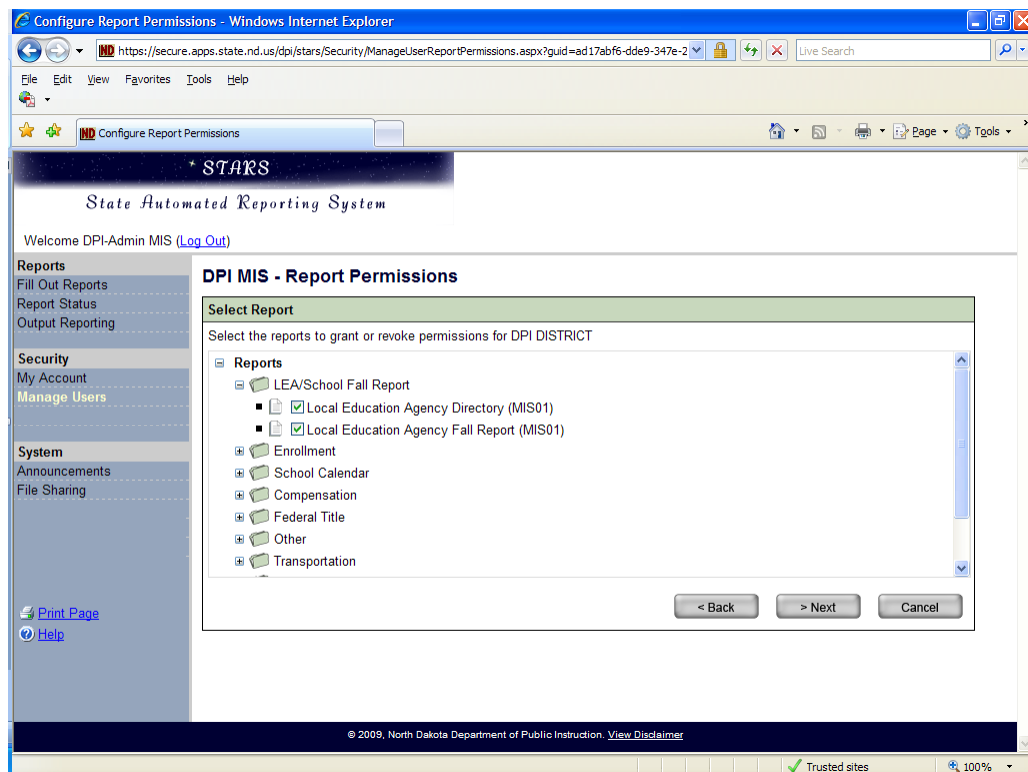 Configure Report Permissions - Windows Internet Explorer
https://secure.apps.state.nd.us/dpi/stars/Security/ManageUserReportPermissions.aspx?guid=ad17abf6-dde9-347e-2
Live Search
File Edit View Favorites Tools Help
ND Configure Report Permissions
Page Tools
STARS
State Automated Reporting System
Welcome DPI-Admin MIS (Log Out)
Reports
Fill Out Reports
Report Status
Output Reporting
Security
My Account
Manage Users
System
Announcements
File Sharing
Print Page
Help
DPI MIS - Report Permissions
Select Report
Select the reports to grant or revoke permissions for DPI DISTRICT
Reports
LEA/School Fall Report
Local Education Agency Directory (MIS01)
Local Education Agency Fall Report (MIS01)
Enrollment
School Calendar
Compensation
Federal Title
Other
Transportation
< Back
> Next
Cancel
© 2009, North Dakota Department of Public Instruction. View Disclaimer
Trusted sites
100%